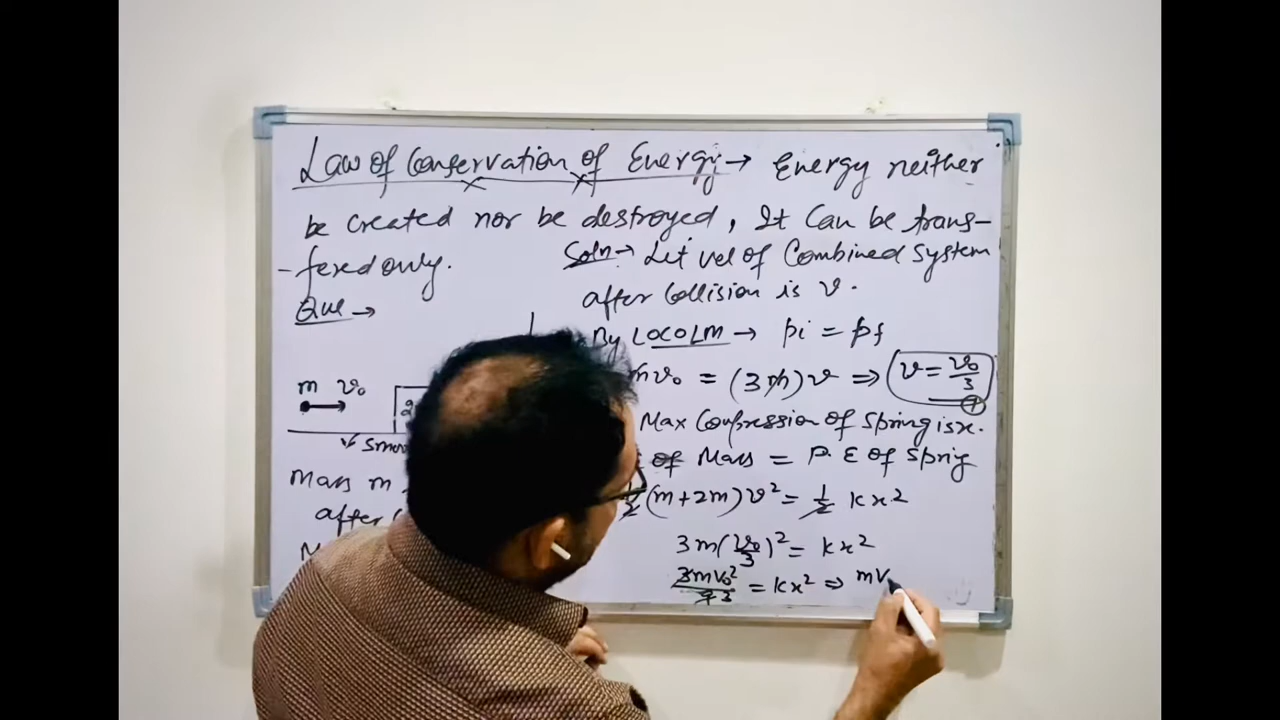 Law of Conservation of Energy → Energy neither
be created nor be destroyed, It Can be trans-
-fered only.
Que →
m v₀
2
Smoo
Mass m
after C
Soln → Let vel of Combined System
after Collision is v.
By LOCOLM → pi = pf
mv₀ = (3m)v ⇒ v = v₀/3
1
Max Compression of Spring is x.
of Mass = P.E of Spring
1/2 (m+2m)v² = 1/2 kx²
3m(v₀/3)² = kx²
3mv₀²/9 3 = kx² ⇒ mv